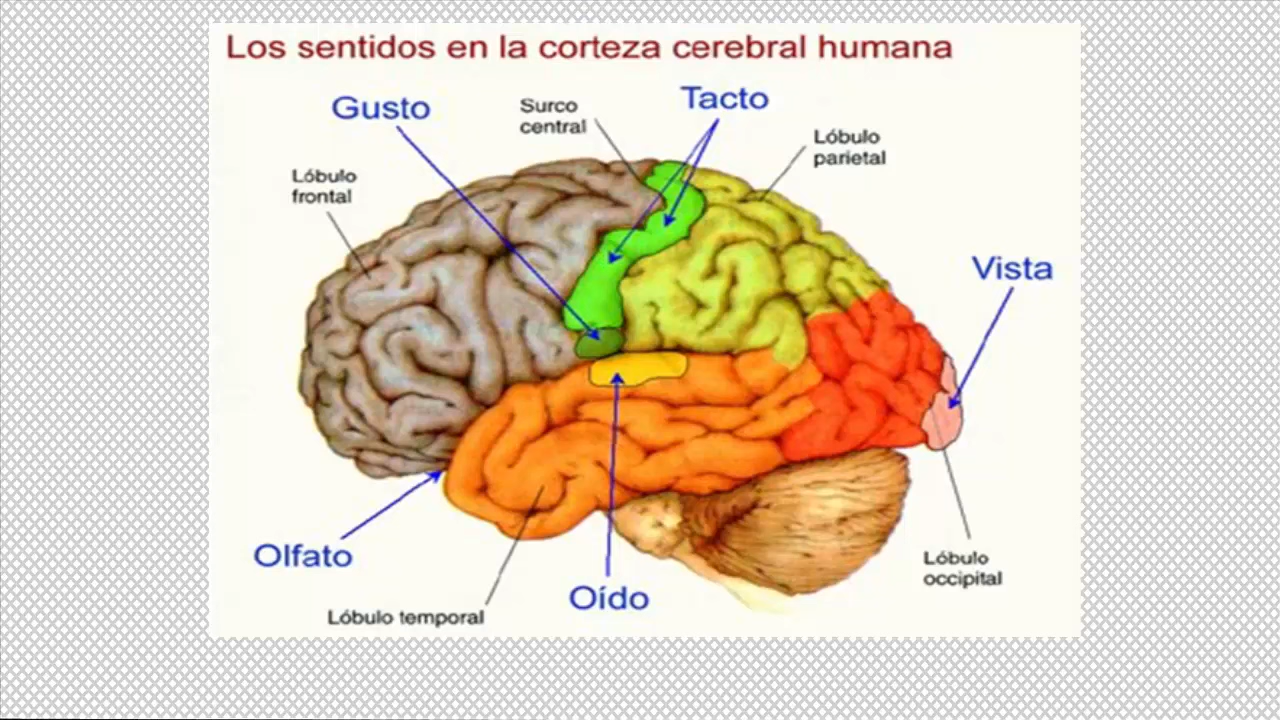 Los sentidos en la corteza cerebral humana
Gusto
Surco
central
Tacto
Lóbulo
parietal
Lóbulo
frontal
Vista
Olfato
Oído
Lóbulo
occipital
Lóbulo temporal